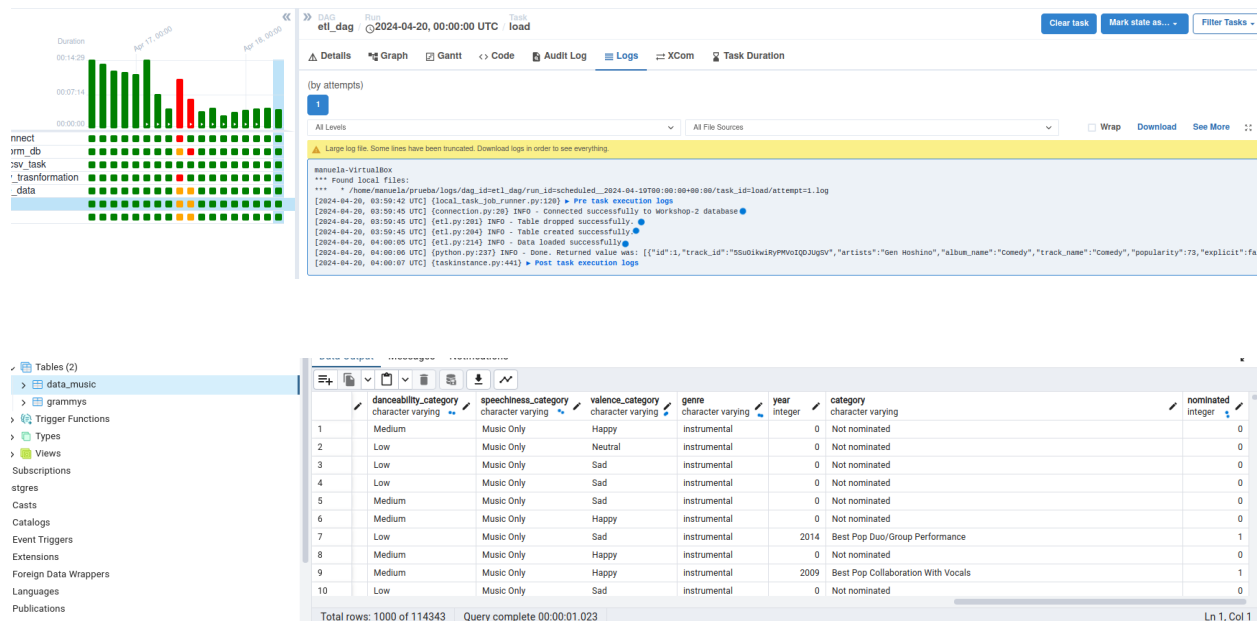 DAG Run Task
etl_dag / 2024-04-20, 00:00:00 UTC / load
Clear task Mark state as... Filter Tasks
Duration
Apr 17, 00:00 Apr 18, 00:00
00:14:29
00:07:14
00:00:00
Details Graph Gantt <> Code Audit Log Logs XCom Task Duration
(by attempts)
1
All Levels All File Sources Wrap Download See More
Large log file. Some lines have been truncated. Download logs in order to see everything.
nnect
orm_db
csv_task
_trasnformation
_data
manuela-VirtualBox
*** Found local files:
*** * /home/manuela/prueba/logs/dag_id=etl_dag/run_id=scheduled__2024-04-19T00:00:00+00:00/task_id=load/attempt=1.log
[2024-04-20, 03:59:42 UTC] {local_task_job_runner.py:120} ▶ Pre task execution logs
[2024-04-20, 03:59:45 UTC] {connection.py:20} INFO - Connected successfully to Workshop-2 database
[2024-04-20, 03:59:45 UTC] {etl.py:201} INFO - Table dropped successfully.
[2024-04-20, 03:59:45 UTC] {etl.py:204} INFO - Table created successfully.
[2024-04-20, 04:00:05 UTC] {etl.py:214} INFO - Data loaded successfully
[2024-04-20, 04:00:06 UTC] {python.py:237} INFO - Done. Returned value was: [{"id":1,"track_id":"5SuOikwiRyPMVoIQDJUgSV","artists":"Gen Hoshino","album_name":"Comedy","track_name":"Comedy","popularity":73,"explicit":fa
[2024-04-20, 04:00:07 UTC] {taskinstance.py:441} ▶ Post task execution logs
Tables (2)
data_music
grammys
Trigger Functions
Types
Views
Subscriptions
stgres
Casts
Catalogs
Event Triggers
Extensions
Foreign Data Wrappers
Languages
Publications
Data Output Messages Notifications
danceability_category speechiness_category valence_category genre year category nominated
character varying character varying character varying character varying integer character varying integer
1 Medium Music Only Happy instrumental 0 Not nominated 0
2 Low Music Only Neutral instrumental 0 Not nominated 0
3 Low Music Only Sad instrumental 0 Not nominated 0
4 Low Music Only Sad instrumental 0 Not nominated 0
5 Medium Music Only Sad instrumental 0 Not nominated 0
6 Medium Music Only Happy instrumental 0 Not nominated 0
7 Low Music Only Sad instrumental 2014 Best Pop Duo/Group Performance 1
8 Medium Music Only Happy instrumental 0 Not nominated 0
9 Medium Music Only Happy instrumental 2009 Best Pop Collaboration With Vocals 1
10 Low Music Only Sad instrumental 0 Not nominated 0
Total rows: 1000 of 114343 Query complete 00:00:01.023 Ln 1, Col 1